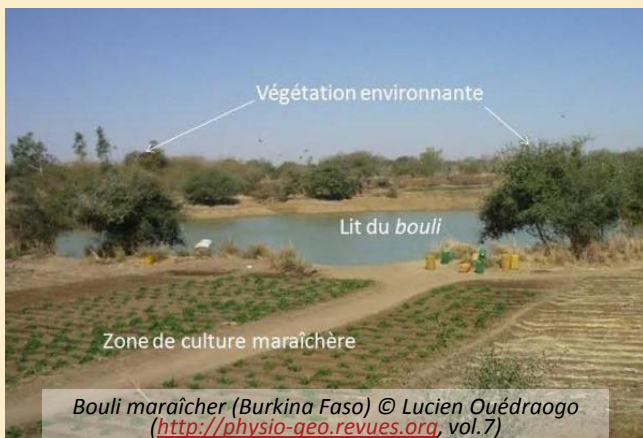 Végétation environnante
Lit du bouli
Zone de culture maraîchère
Bouli maraîcher (Burkina Faso) © Lucien Ouédraogo
(http://physio-geo.revues.org, vol.7)